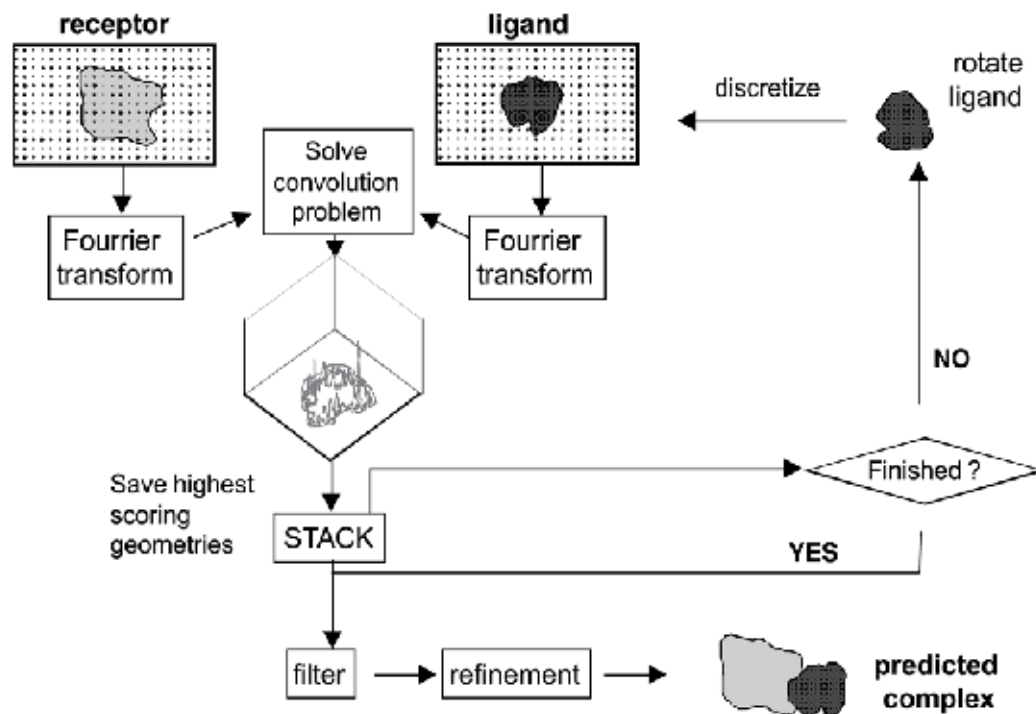 receptor
ligand
discretize
rotate
ligand
Solve
convolution
problem
Fourrier
transform
Fourrier
transform
NO
Finished ?
Save highest
scoring
geometries
STACK
YES
filter
refinement
predicted
complex